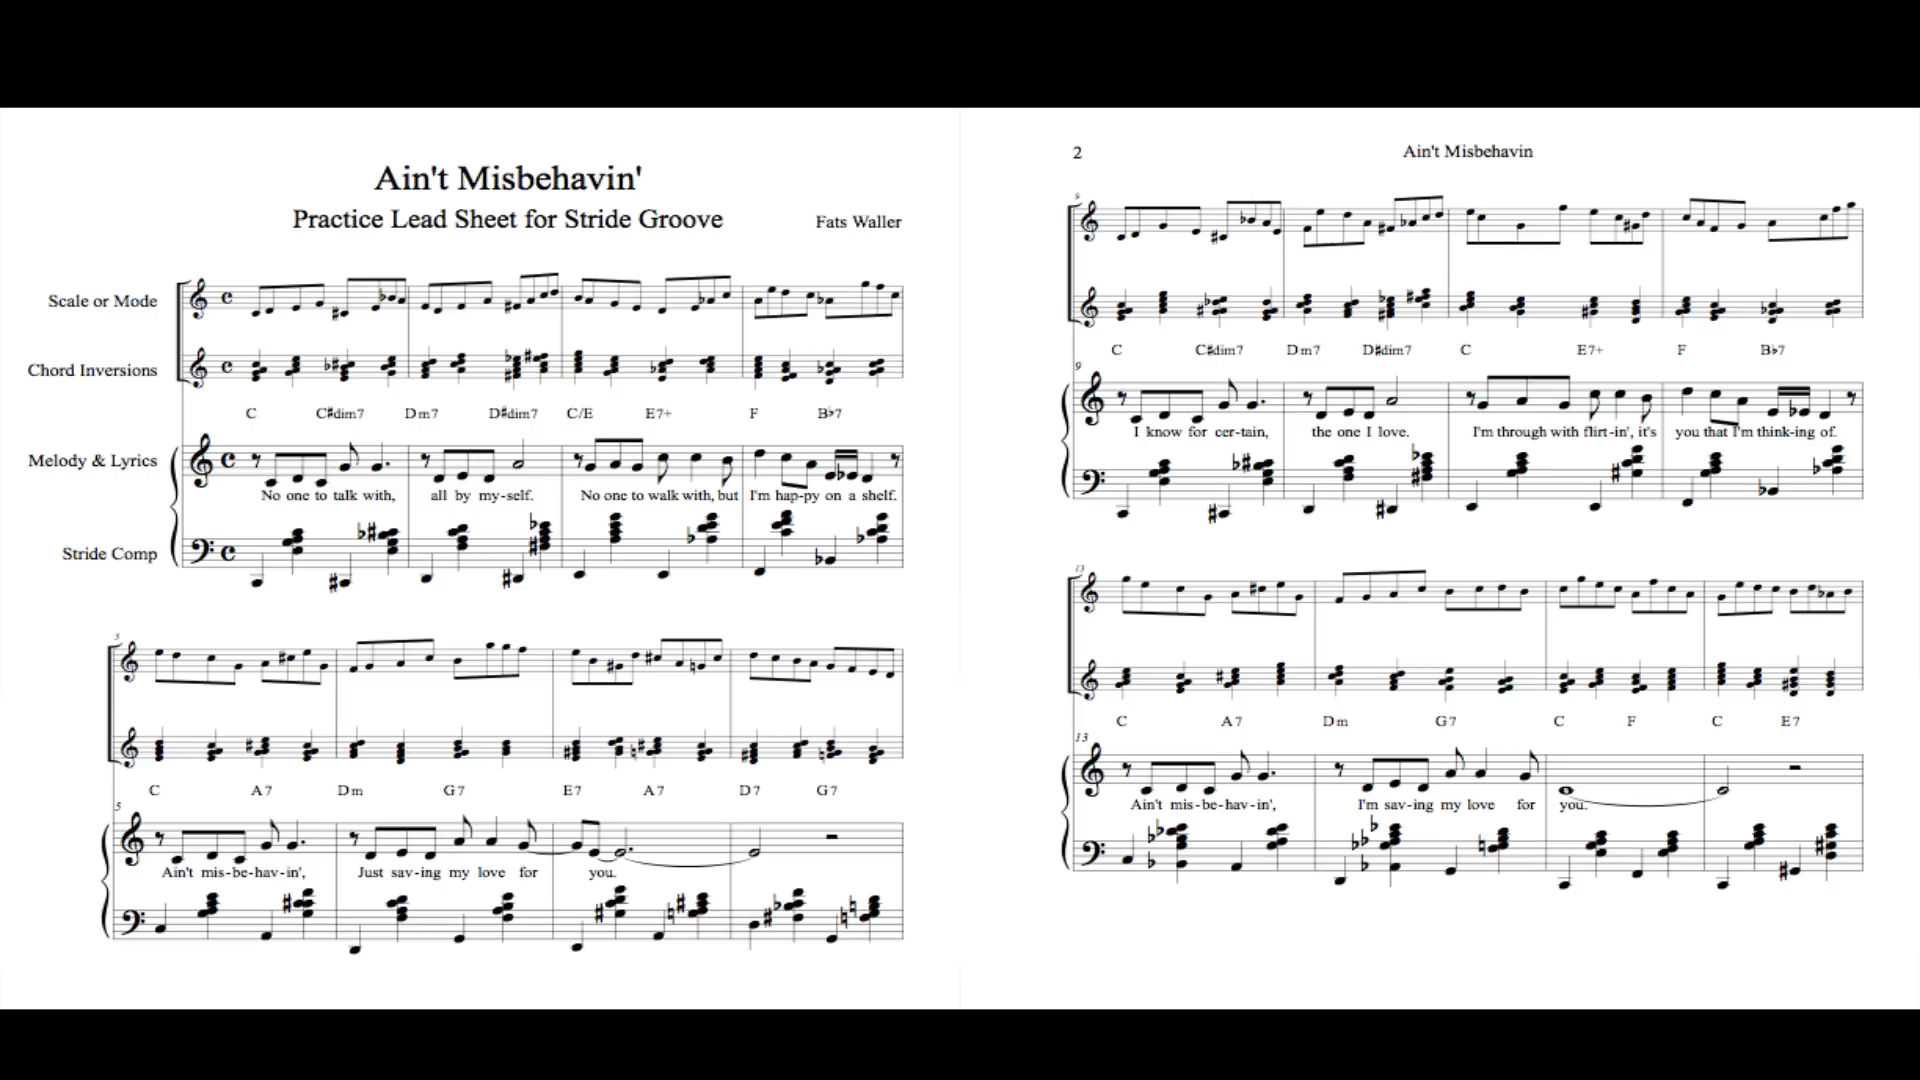 Ain't Misbehavin'
Practice Lead Sheet for Stride Groove
Fats Waller
Scale or Mode
Chord Inversions
C C#dim7 Dm7 D#dim7 C/E E7+ F B♭7
Melody & Lyrics
No one to talk with, all by my-self. No one to walk with, but I'm hap-py on a shelf.
Stride Comp
5
C A7 Dm G7 E7 A7 D7 G7
5
Ain't mis-be-hav-in', Just sav-ing my love for you.
2
Ain't Misbehavin
9
C C#dim7 Dm7 D#dim7 C E7+ F B♭7
9
I know for cer-tain, the one I love. I'm through with flirt-in', it's you that I'm think-ing of.
13
C A7 Dm G7 C F C E7
13
Ain't mis-be-hav-in', I'm sav-ing my love for you.